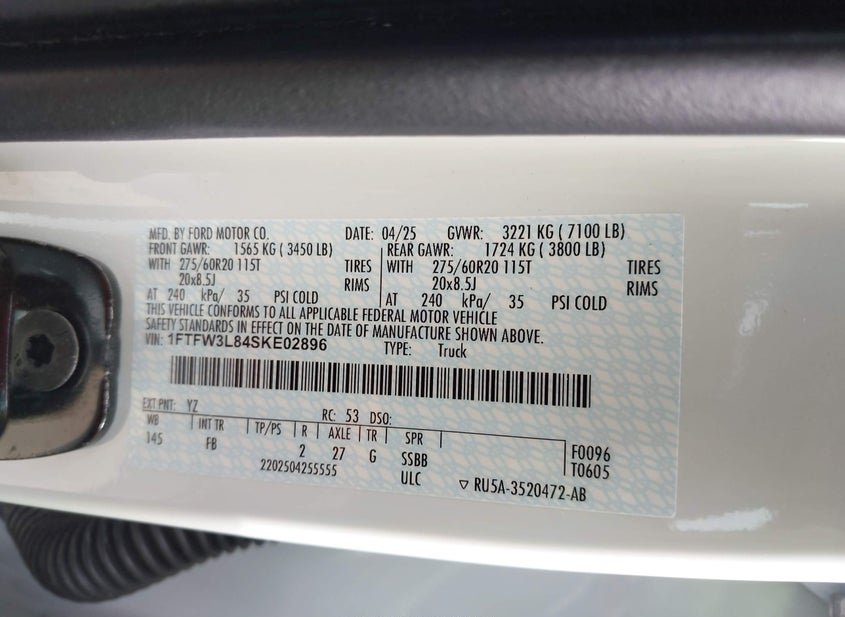 MFD. BY FORD MOTOR CO. DATE: 04/25 GVWR: 3221 KG ( 7100 LB)
FRONT GAWR: 1565 KG ( 3450 LB) REAR GAWR: 1724 KG ( 3800 LB)
WITH 275/60R20 115T TIRES WITH 275/60R20 115T TIRES
20x8.5J RIMS 20x8.5J RIMS
AT 240 kPa/ 35 PSI COLD AT 240 kPa/ 35 PSI COLD
THIS VEHICLE CONFORMS TO ALL APPLICABLE FEDERAL MOTOR VEHICLE
SAFETY STANDARDS IN EFFECT ON THE DATE OF MANUFACTURE SHOWN ABOVE.
VIN: 1FTFW3L84SKE02896 TYPE: Truck
EXT PNT: YZ RC: 53 DSO:
WB INT TR TP/PS R AXLE TR SPR
145 FB 2 27 G SSBB F0096
2202504255555 ULC T0605
▽ RU5A-3520472-AB